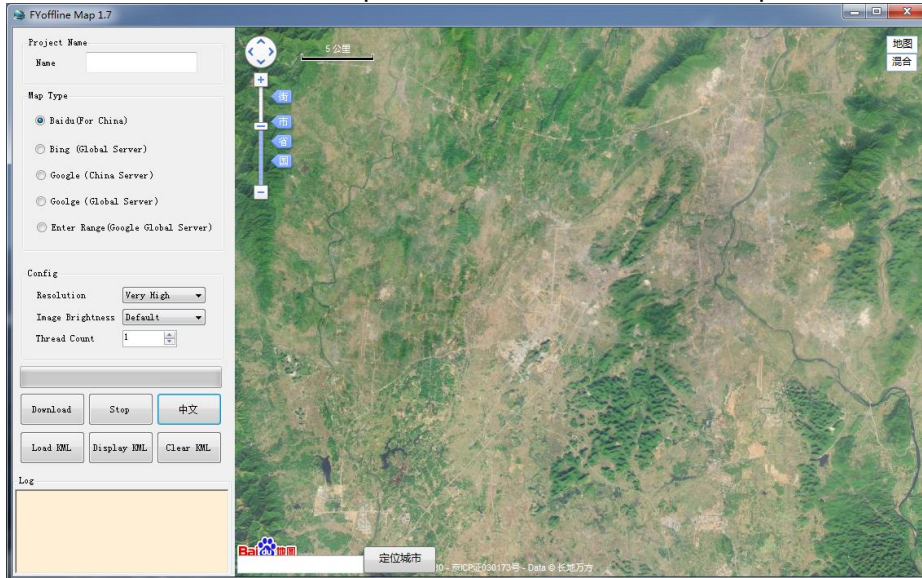 FYoffline Map 1.7
Project Name
Name
Map Type
Baidu(For China)
Bing (Global Server)
Google (China Server)
Goolge (Global Server)
Enter Range(Google Global Server)
Config
Resolution Very High
Image Brightness Default
Thread Count 1
Download Stop 中文
Load KML Display KML Clear KML
Log
5 公里
街
市
省
国
地图
混合
Bai du 地图
定位城市
京ICP证030173号 - Data © 长地万方